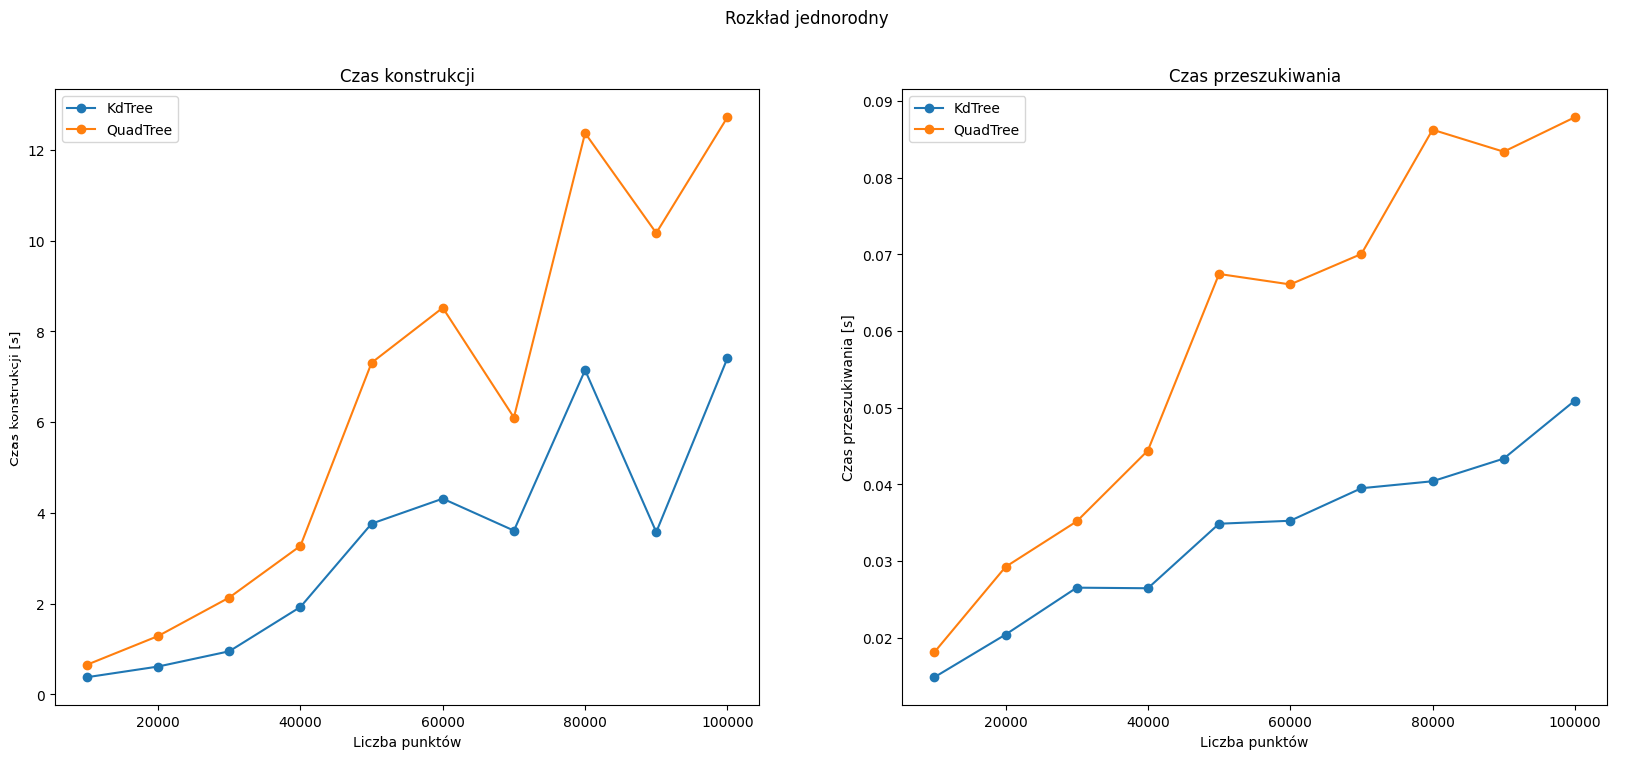 Rozkład jednorodny
Czas konstrukcji
KdTree
QuadTree
12
10
8
6
4
2
0
Czas konstrukcji [s]
20000 40000 60000 80000 100000
Liczba punktów
Czas przeszukiwania
KdTree
QuadTree
0.09
0.08
0.07
0.06
0.05
0.04
0.03
0.02
Czas przeszukiwania [s]
20000 40000 60000 80000 100000
Liczba punktów